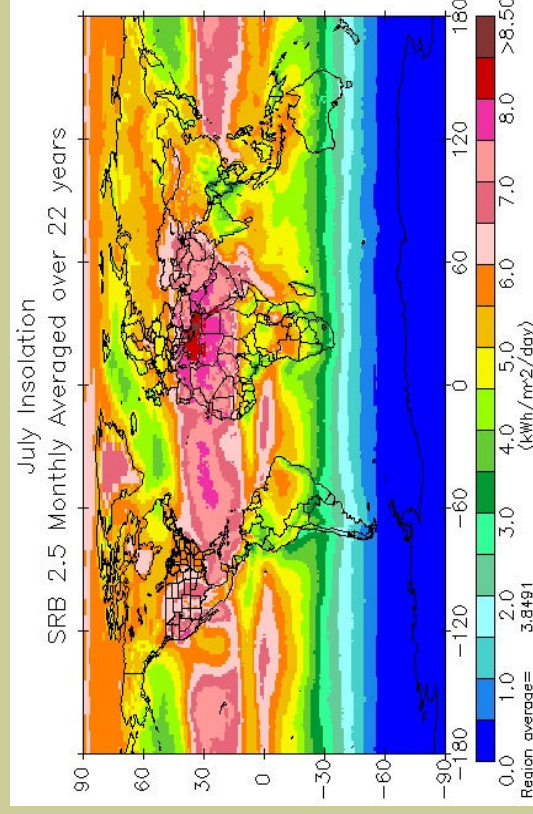 July Insolation
SRB 2.5 Monthly Averaged over 22 years
90
60
30
0
-30
-60
-90
-180 -120 -60 0 60 120 180
0.0 1.0 2.0 3.0 4.0 5.0 6.0 7.0 8.0 >8.50
Region average= 3.8491 (kWh/m^2/day)